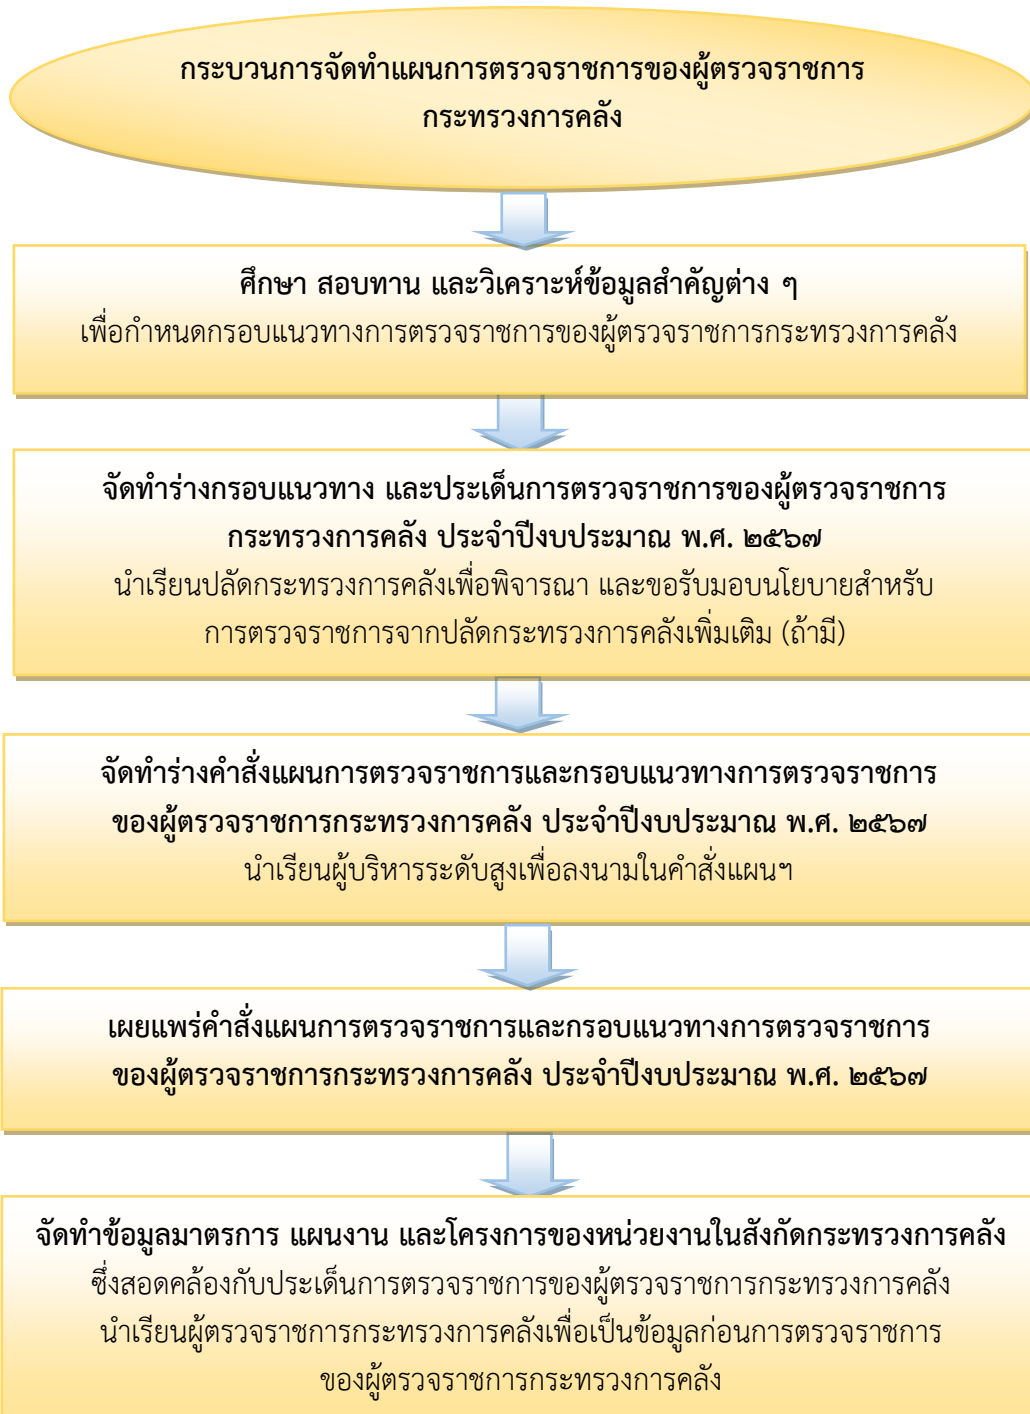 กระบวนการจัดทำแผนการตรวจราชการของผู้ตรวจราชการ
กระทรวงการคลัง
ศึกษา สอบทาน และวิเคราะห์ข้อมูลสำคัญต่าง ๆ
เพื่อกำหนดกรอบแนวทางการตรวจราชการของผู้ตรวจราชการกระทรวงการคลัง
จัดทำร่างกรอบแนวทาง และประเด็นการตรวจราชการของผู้ตรวจราชการ
กระทรวงการคลัง ประจำปีงบประมาณ พ.ศ. ๒๕๖๗
นำเรียนปลัดกระทรวงการคลังเพื่อพิจารณา และขอรับมอบนโยบายสำหรับ
การตรวจราชการจากปลัดกระทรวงการคลังเพิ่มเติม (ถ้ามี)
จัดทำร่างคำสั่งแผนการตรวจราชการและกรอบแนวทางการตรวจราชการ
ของผู้ตรวจราชการกระทรวงการคลัง ประจำปีงบประมาณ พ.ศ. ๒๕๖๗
นำเรียนผู้บริหารระดับสูงเพื่อลงนามในคำสั่งแผนฯ
เผยแพร่คำสั่งแผนการตรวจราชการและกรอบแนวทางการตรวจราชการ
ของผู้ตรวจราชการกระทรวงการคลัง ประจำปีงบประมาณ พ.ศ. ๒๕๖๗
จัดทำข้อมูลมาตรการ แผนงาน และโครงการของหน่วยงานในสังกัดกระทรวงการคลัง
ซึ่งสอดคล้องกับประเด็นการตรวจราชการของผู้ตรวจราชการกระทรวงการคลัง
นำเรียนผู้ตรวจราชการกระทรวงการคลังเพื่อเป็นข้อมูลก่อนการตรวจราชการ
ของผู้ตรวจราชการกระทรวงการคลัง